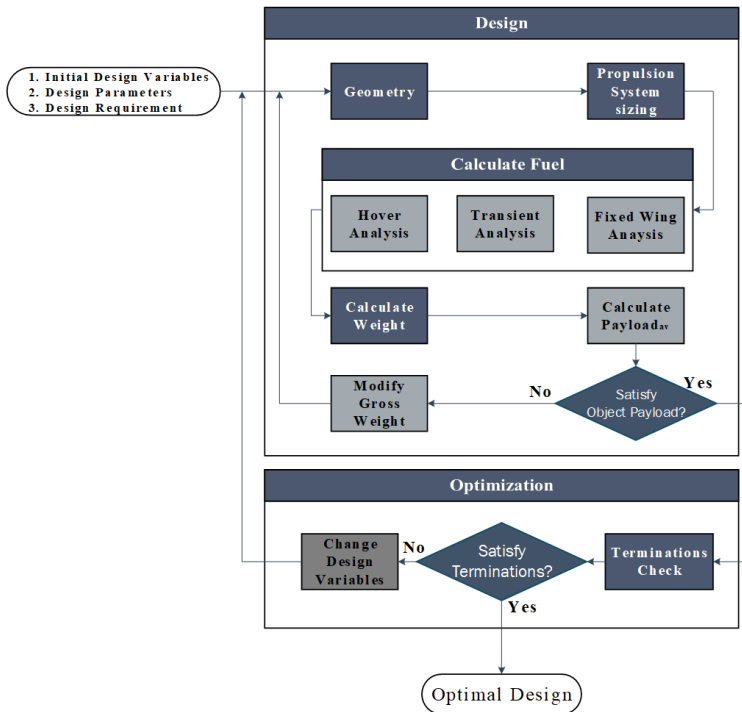 Design
1. Initial Design Variables
2. Design Parameters
3. Design Requirement
Geometry
Propulsion
System
sizing
Calculate Fuel
Hover
Analysis
Transient
Analysis
Fixed Wing
Anaysis
Calculate
Weight
Calculate
Payloadav
Modify
Gross
Weight
No
Satisfy
Object Payload?
Yes
Optimization
Change
Design
Variables
No
Satisfy
Terminations?
Terminations
Check
Yes
Optimal Design